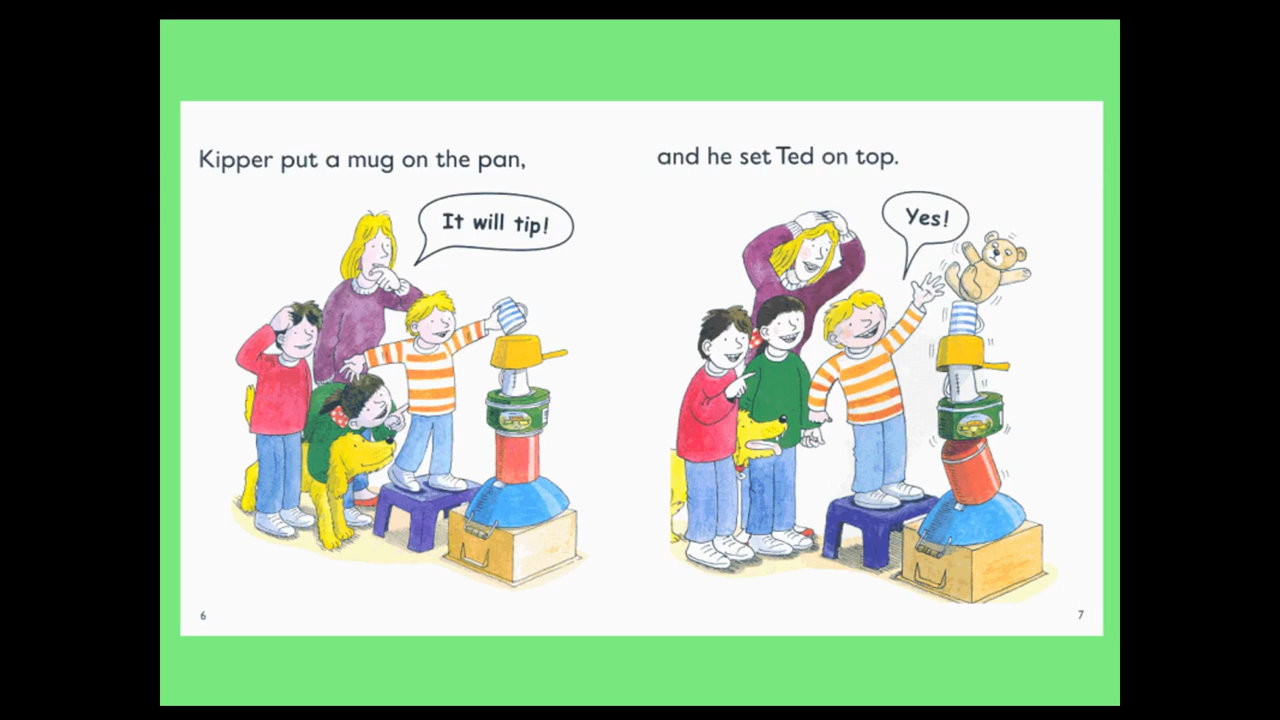 Kipper put a mug on the pan,
It will tip!
6
and he set Ted on top.
Yes!
7